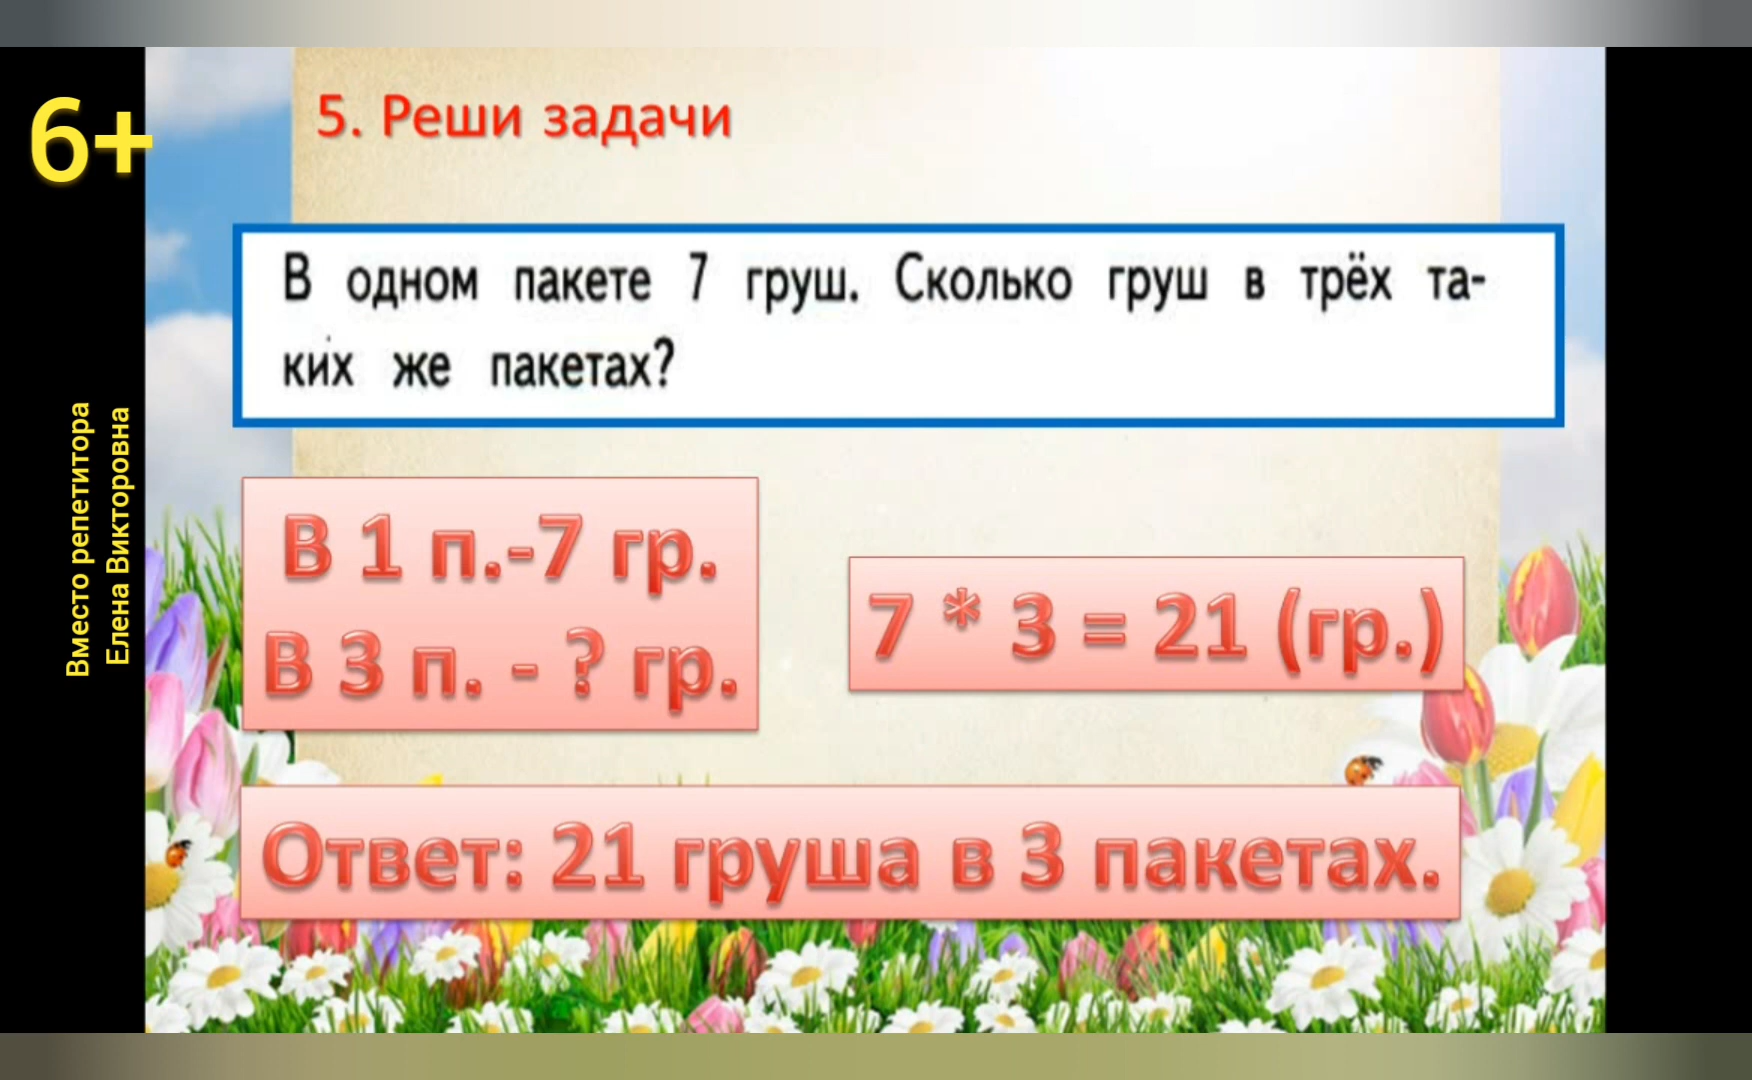 6+
5. Реши задачи
В одном пакете 7 груш. Сколько груш в трёх та-
ких же пакетах?
В 1 п.-7 гр.
В 3 п. - ? гр.
7 * 3 = 21 (гр.)
Ответ: 21 груша в 3 пакетах.
Вместо репетитора
Елена Викторовна